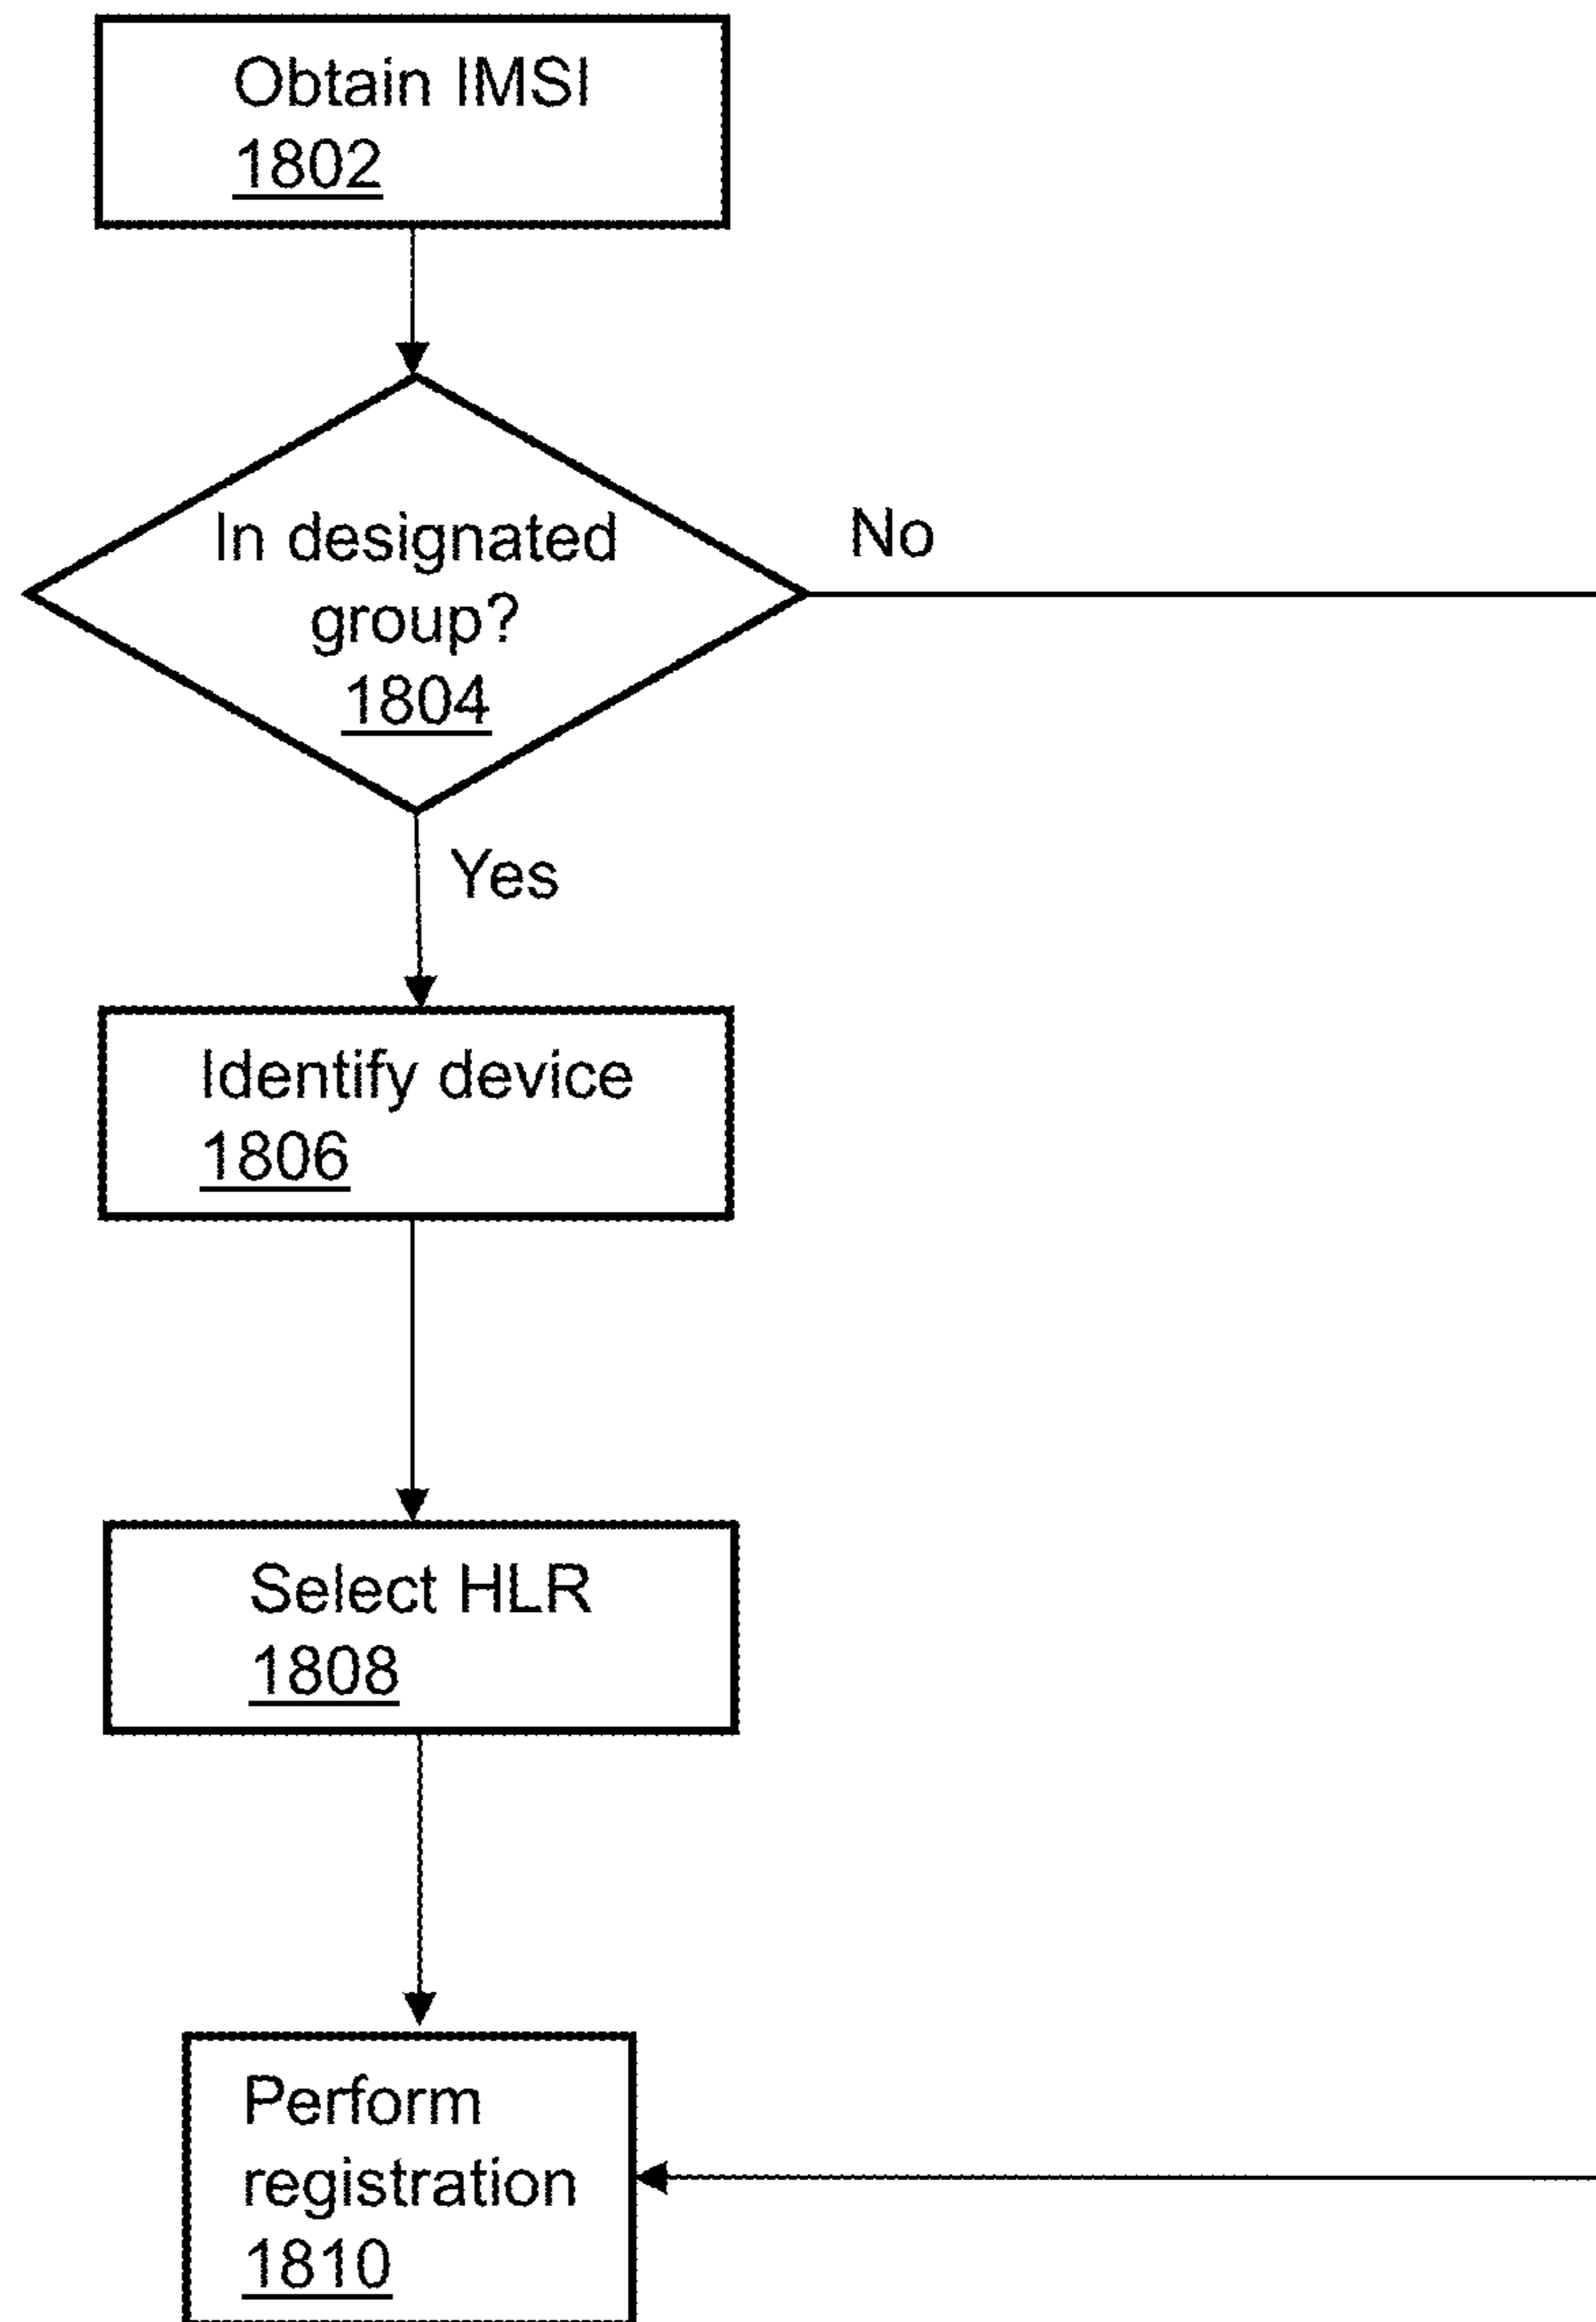 Obtain IMSI
1802
In designated
group?
1804
No
Yes
Identify device
1806
Select HLR
1808
Perform
registration
1810